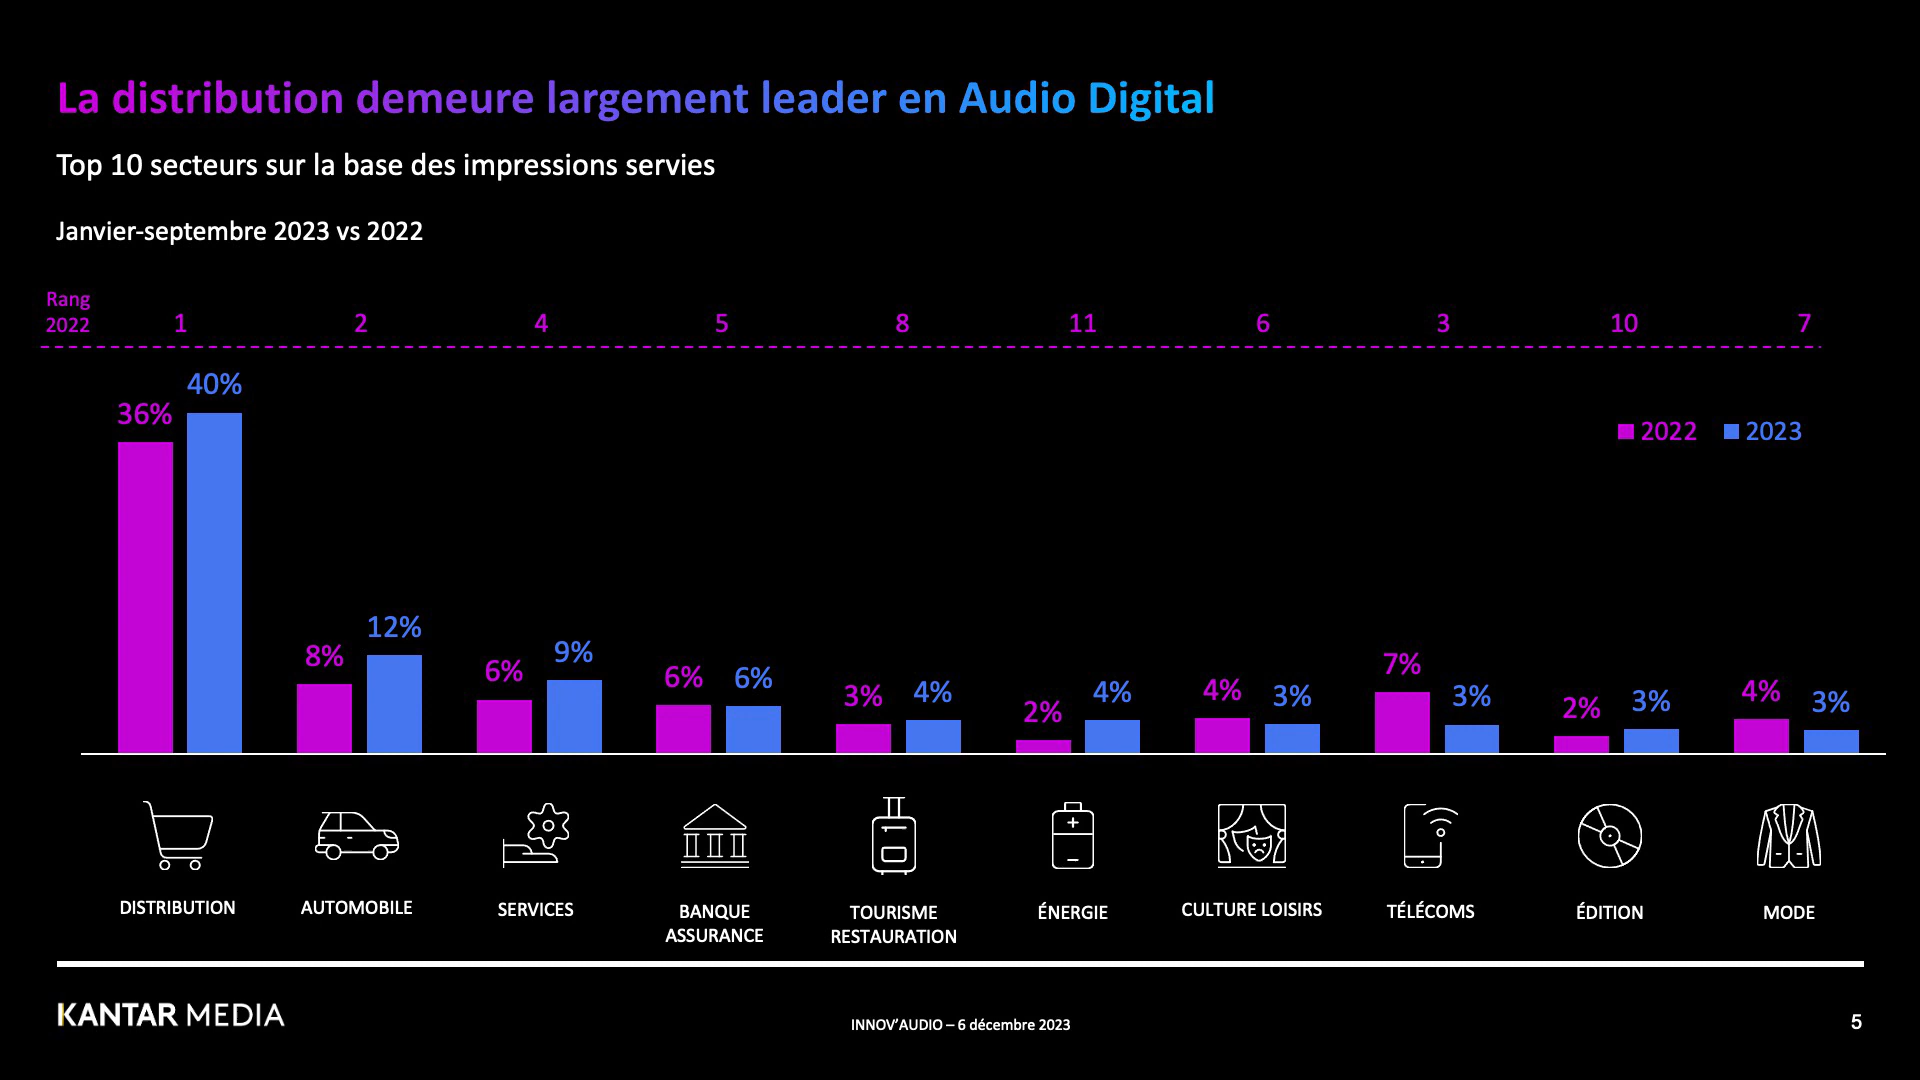 La distribution demeure largement leader en Audio Digital
Top 10 secteurs sur la base des impressions servies
Janvier-septembre 2023 vs 2022
Rang
2022 1 2 4 5 8 11 6 3 10 7
36% 40%
8% 12%
6% 9%
6% 6%
3% 4%
2% 4%
4% 3%
7% 3%
2% 3%
4% 3%
2022 2023
DISTRIBUTION
AUTOMOBILE
SERVICES
BANQUE
ASSURANCE
TOURISME
RESTAURATION
ÉNERGIE
CULTURE LOISIRS
TÉLÉCOMS
ÉDITION
MODE
KANTAR MEDIA
INNOV’AUDIO – 6 décembre 2023
5